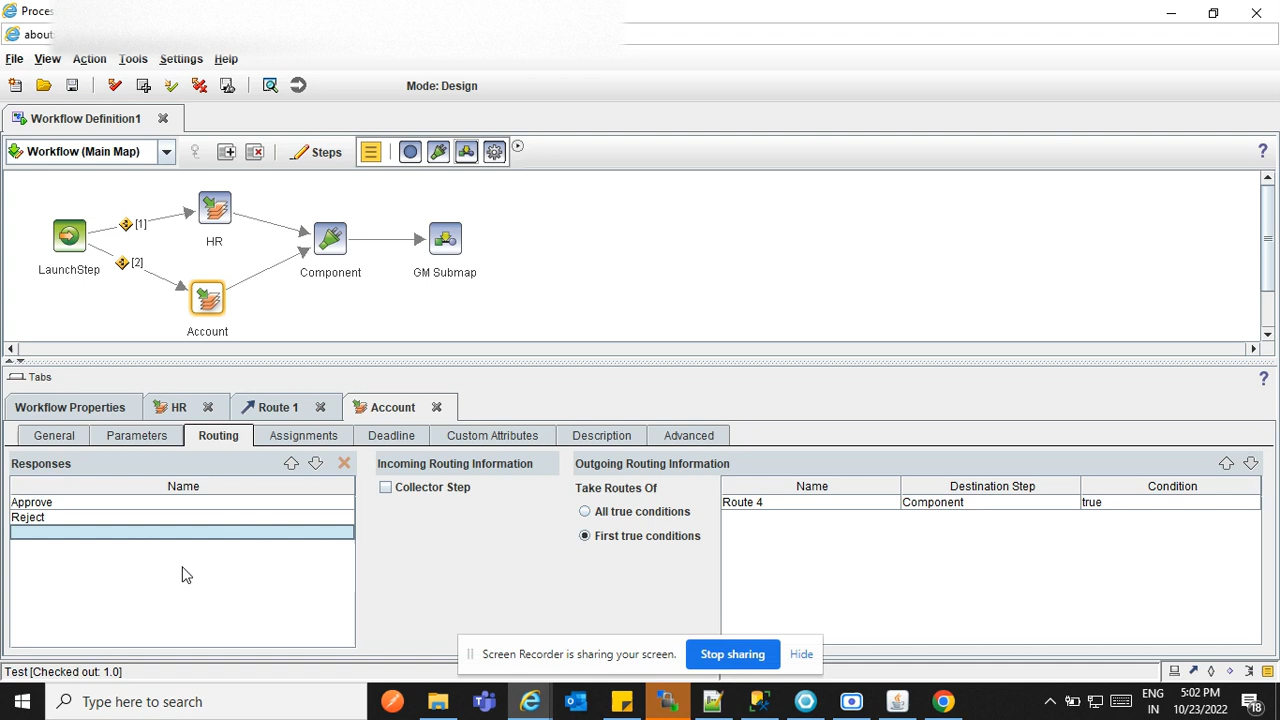 Proces
about
File View Action Tools Settings Help
Mode: Design
Workflow Definition1
Workflow (Main Map) Steps ?
[1]
HR
LaunchStep
[2]
Component
GM Submap
Account
Tabs ?
Workflow Properties HR Route 1 Account
General Parameters Routing Assignments Deadline Custom Attributes Description Advanced
Responses Incoming Routing Information Outgoing Routing Information
Name Collector Step Take Routes Of Name Destination Step Condition
Approve Route 4 Component true
Reject All true conditions
First true conditions
Screen Recorder is sharing your screen. Stop sharing Hide
Test [Checked out: 1.0]
Type here to search
ENG 5:02 PM
IN 10/23/2022 18